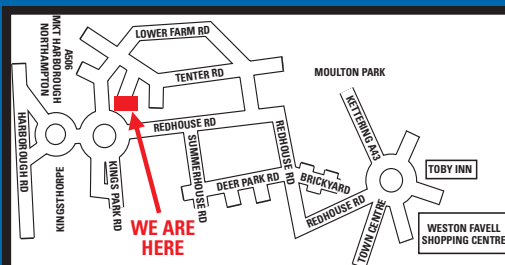 LOWER FARM RD
A506
MKT HARBOROUGH
NORTHAMPTON
TENTER RD
MOULTON PARK
KETTERING A43
HARBOROUGH RD
REDHOUSE RD
KINGSTHORPE
KINGS PARK RD
SUMMERHOUSE RD
REDHOUSE RD
DEER PARK RD
BRICKYARD
TOBY INN
WE ARE
HERE
REDHOUSE RD
TOWN CENTRE
WESTON FAVELL
SHOPPING CENTRE